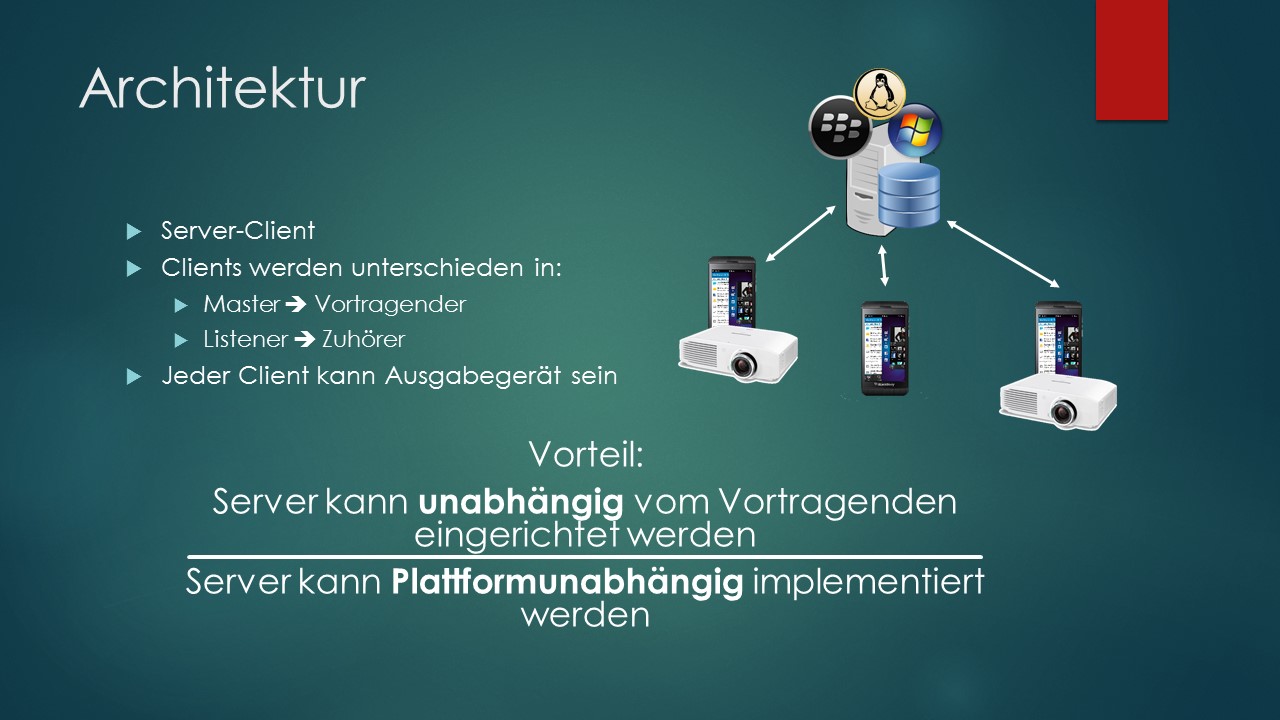 Architektur
Server-Client
Clients werden unterschieden in:
Master ➔ Vortragender
Listener ➔ Zuhörer
Jeder Client kann Ausgabegerät sein
Vorteil:
Server kann unabhängig vom Vortragenden
eingerichtet werden
Server kann Plattformunabhängig implementiert
werden